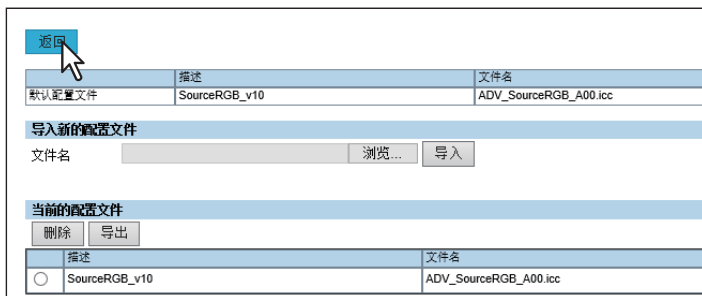 返回
描述 文件名
默认配置文件 SourceRGB_v10 ADV_SourceRGB_A00.icc
导入新的配置文件
文件名 浏览... 导入
当前的配置文件
删除 导出
描述 文件名
SourceRGB_v10 ADV_SourceRGB_A00.icc